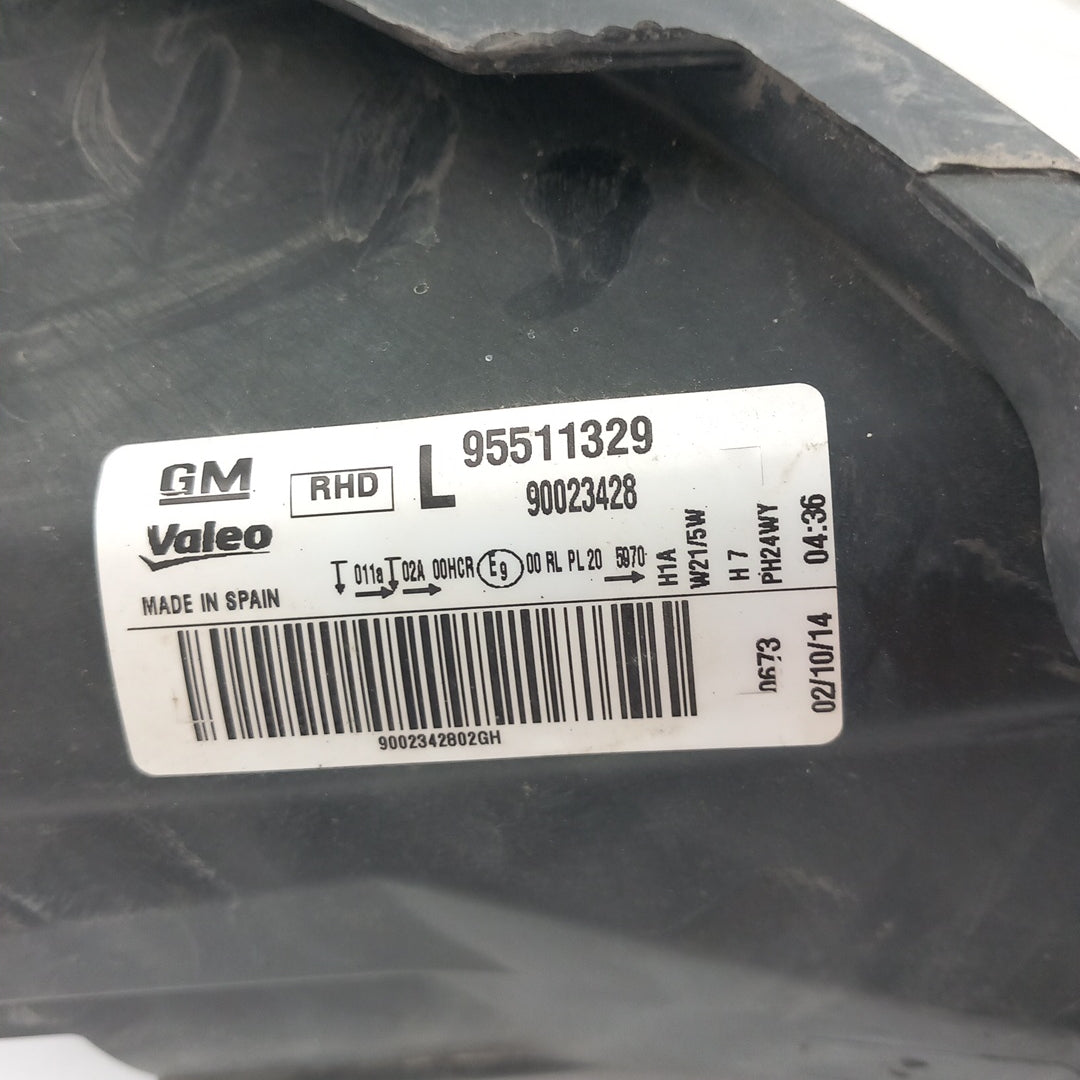 GM
RHD
L
95511329
90023428
Valeo
011a 02A 00HCR E9 00 RL PL 20 5970
MADE IN SPAIN
H1A
W21/5W
H7
PH24WY
04:36
0673
02/10/14
9002342802GH